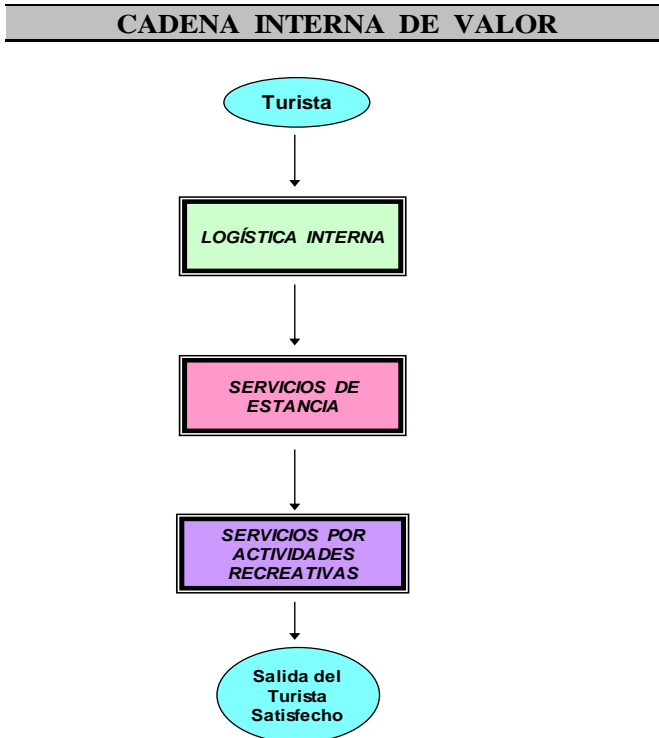 CADENA INTERNA DE VALOR
Turista
LOGÍSTICA INTERNA
SERVICIOS DE
ESTANCIA
SERVICIOS POR
ACTIVIDADES
RECREATIVAS
Salida del
Turista
Satisfecho